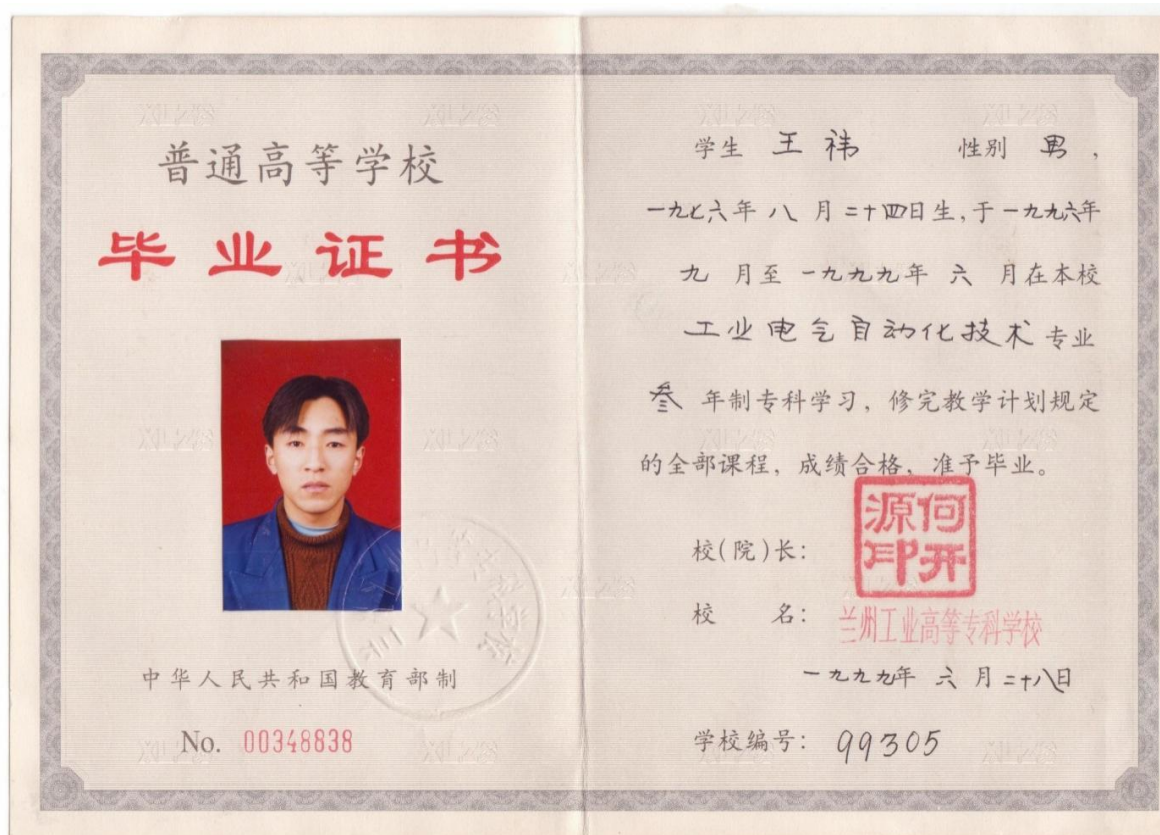 普通高等学校
毕业证书
中华人民共和国教育部制
No. 00348838
学生 王祎 性别 男,
一九七六年 八 月二十四日生,于一九九六年
九 月至 一九九九年 六 月在本校
工业电气自动化技术 专业
叁 年制专科学习, 修完教学计划规定
的全部课程, 成绩合格、准予毕业。
何开源印
校(院)长:
校 名: 兰州工业高等专科学校
一九九九年 六 月二十八日
学校编号: 99305